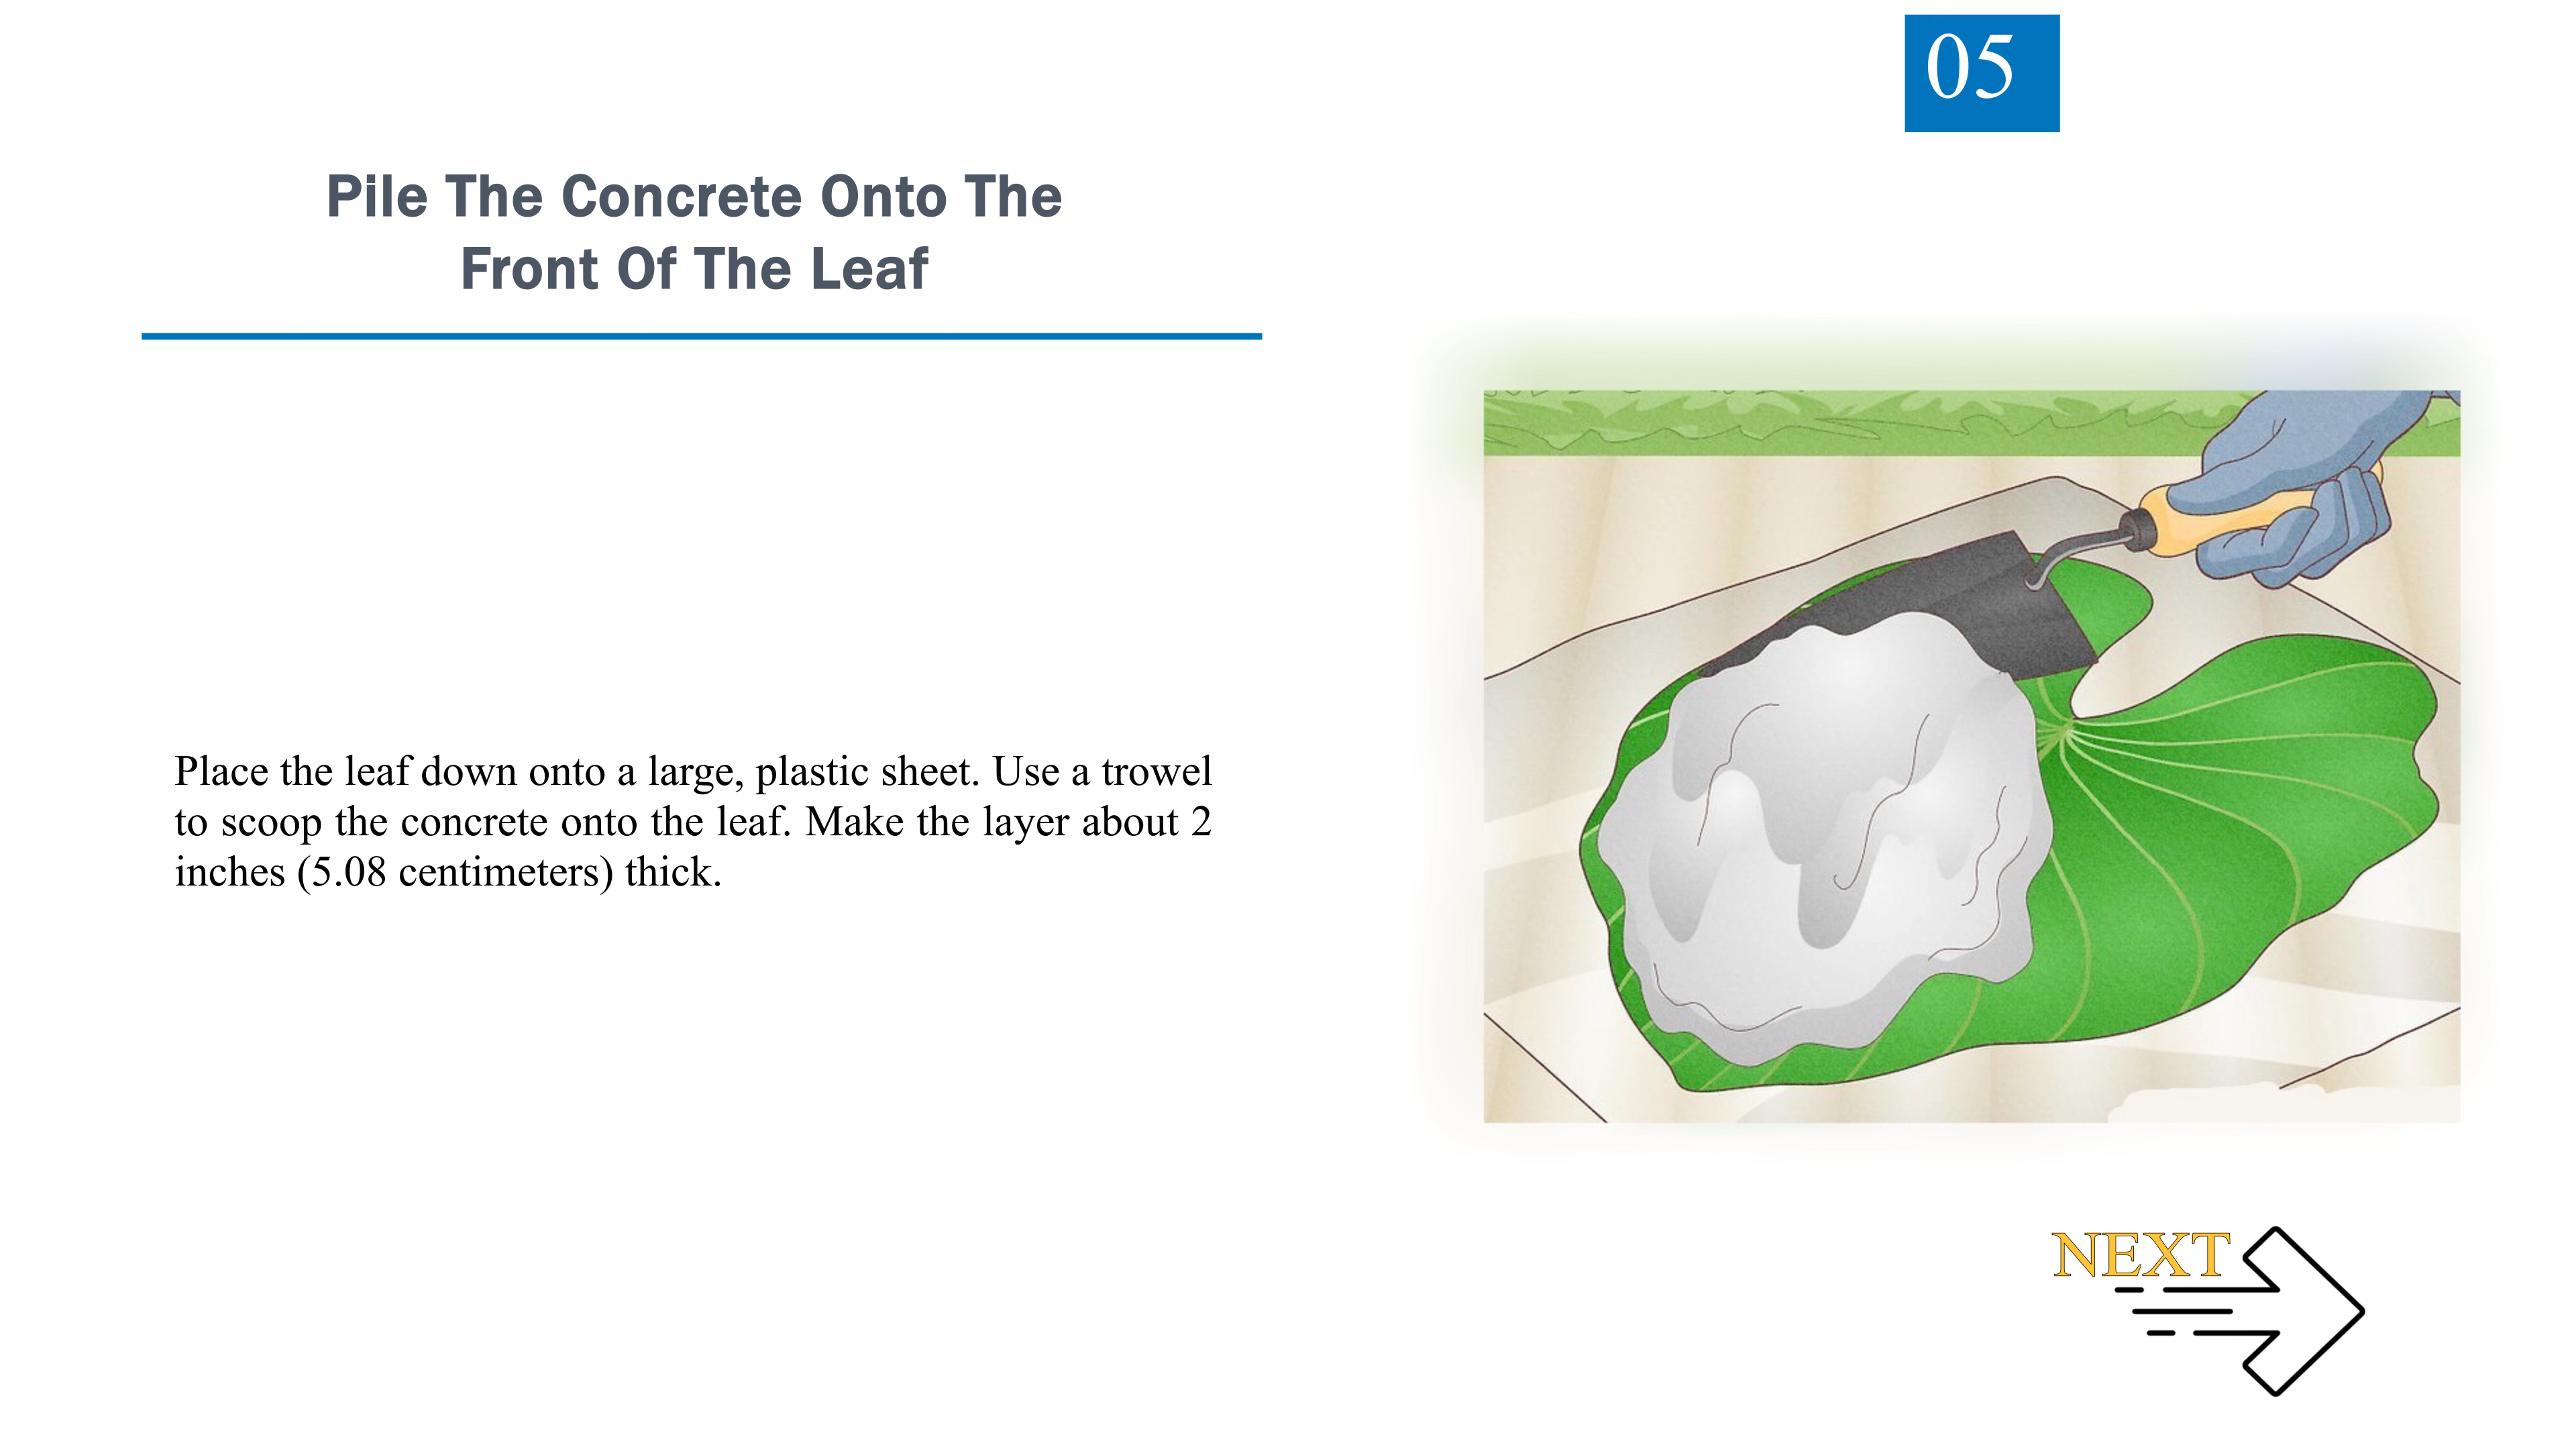 05
Pile The Concrete Onto The
Front Of The Leaf
Place the leaf down onto a large, plastic sheet. Use a trowel
to scoop the concrete onto the leaf. Make the layer about 2
inches (5.08 centimeters) thick.
NEXT